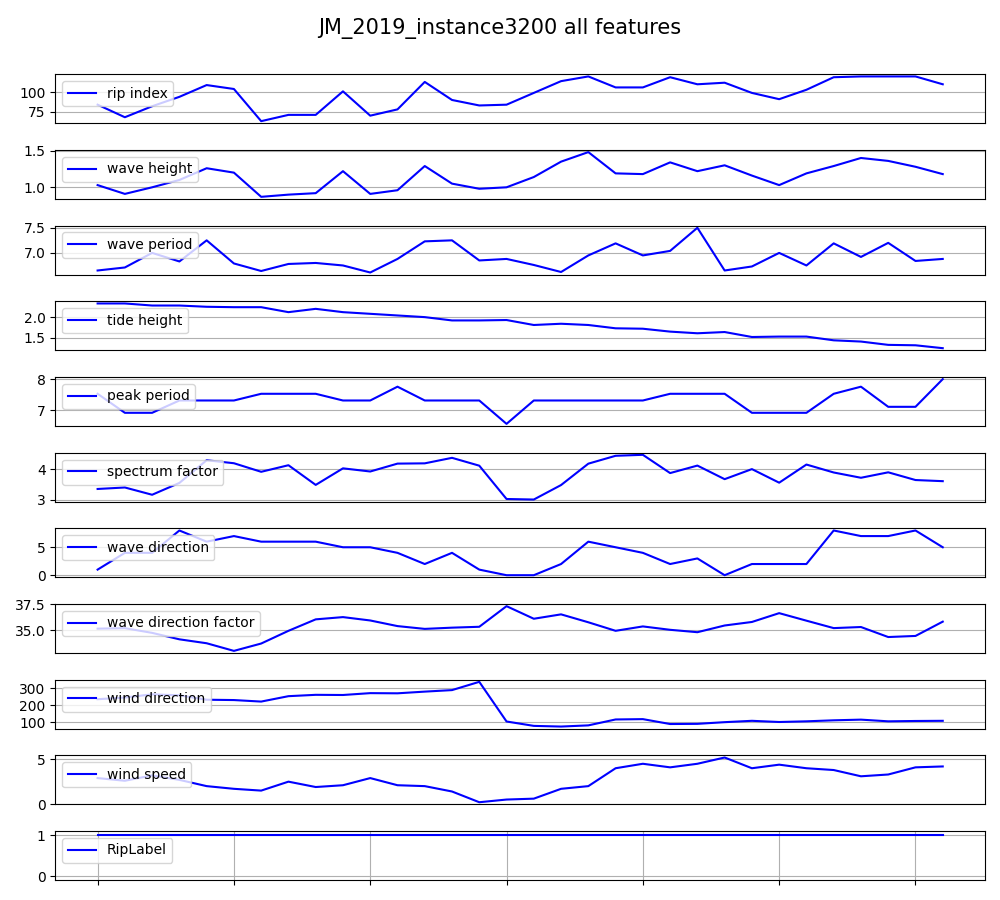 JM_2019_instance3200 all features
100
75
rip index
1.5
1.0
wave height
7.5
7.0
wave period
2.0
1.5
tide height
8
7
peak period
4
3
spectrum factor
5
0
wave direction
37.5
35.0
wave direction factor
300
200
100
wind direction
5
0
wind speed
1
0
RipLabel